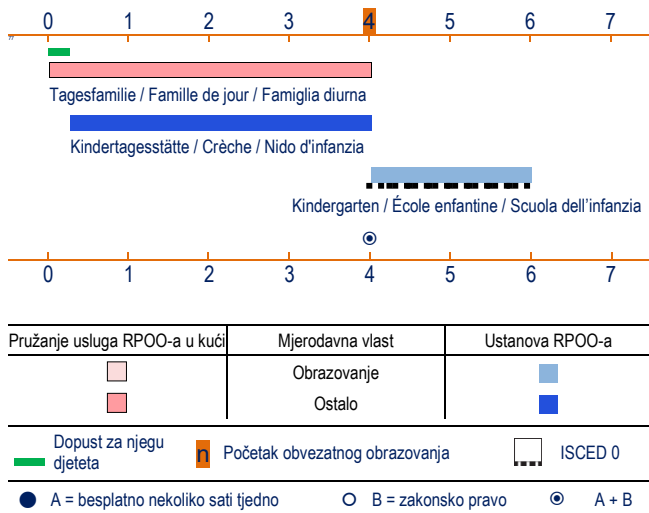 0 1 2 3 4 5 6 7
Tagesfamilie / Famille de jour / Famiglia diurna
Kindertagesstätte / Crèche / Nido d'infanzia
Kindergarten / École enfantine / Scuola dell’infanzia
0 1 2 3 4 5 6 7
Pružanje usluga RPOO-a u kući Mjerodavna vlast Ustanova RPOO-a
Obrazovanje
Ostalo
Dopust za njegu
djeteta
n Početak obvezatnog obrazovanja
ISCED 0
A = besplatno nekoliko sati tjedno B = zakonsko pravo A + B